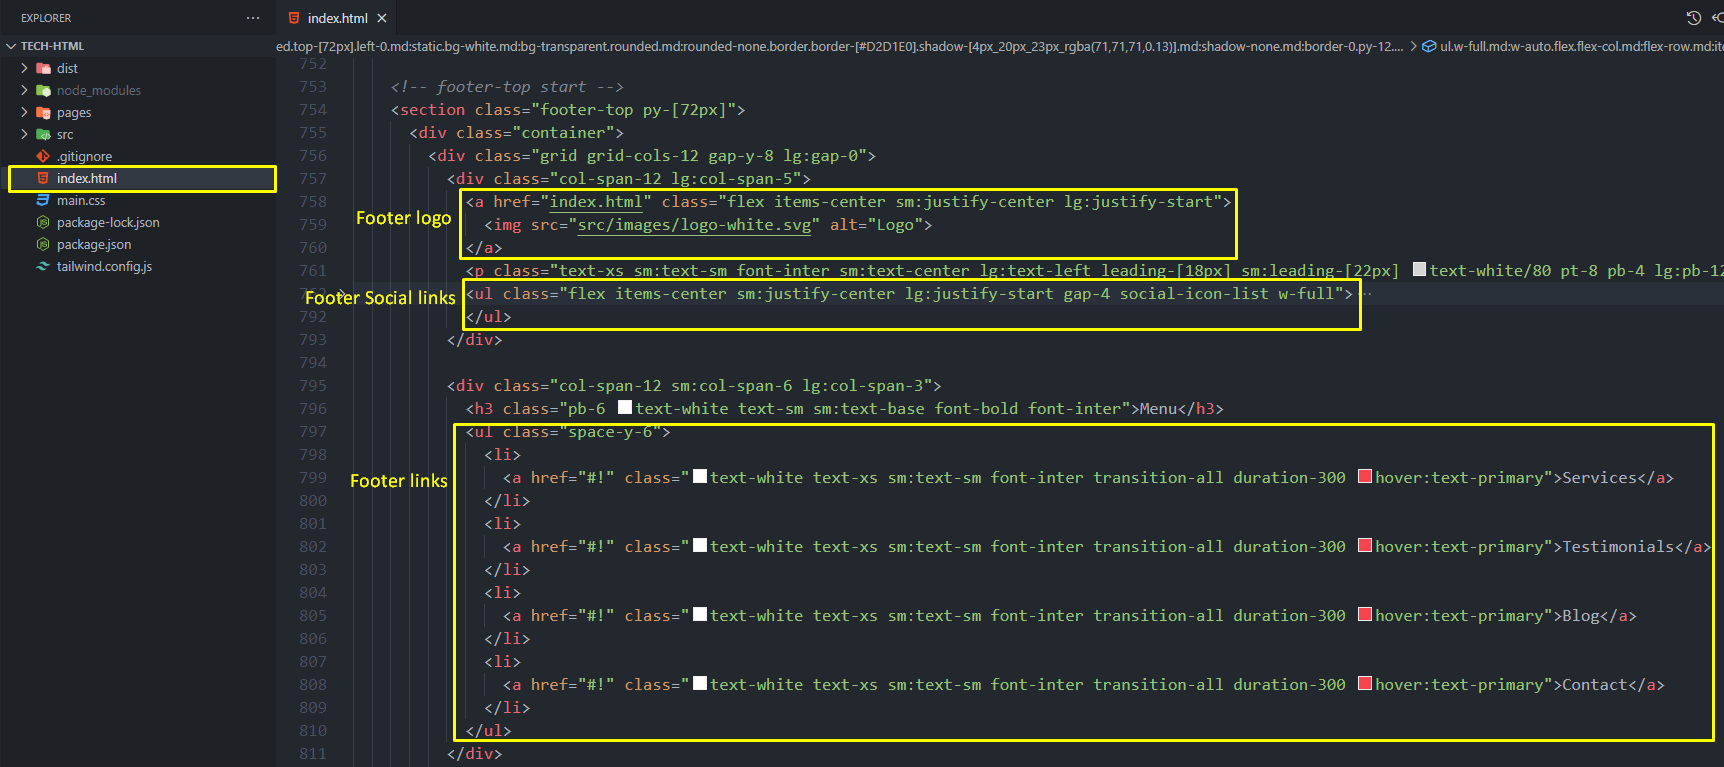 EXPLORER
···
index.html
TECH-HTML
ed.top-[72px].left-0.md:static.bg-white.md:bg-transparent.rounded.md:rounded-none.border.border-[#D2D1E0].shadow-[4px_20px_23px_rgba(71,71,71,0.13)].md:shadow-none.md:border-0.py-12.... > ul.w-full.md:w-auto.flex.flex-col.md:flex-row.md:ite
dist
node_modules
pages
src
.gitignore
index.html
main.css
package-lock.json
package.json
tailwind.config.js
752
753 <!-- footer-top start -->
754 <section class="footer-top py-[72px]">
755 <div class="container">
756 <div class="grid grid-cols-12 gap-y-8 lg:gap-0">
757 <div class="col-span-12 lg:col-span-5">
758 <a href="index.html" class="flex items-center sm:justify-center lg:justify-start">
Footer logo
759 <img src="src/images/logo-white.svg" alt="Logo">
760 </a>
761 <p class="text-xs sm:text-sm font-inter sm:text-center lg:text-left leading-[18px] sm:leading-[22px] text-white/80 pt-8 pb-4 lg:pb-12
Footer Social links
<ul class="flex items-center sm:justify-center lg:justify-start gap-4 social-icon-list w-full">
792 </ul>
793 </div>
794
795 <div class="col-span-12 sm:col-span-6 lg:col-span-3">
796 <h3 class="pb-6 text-white text-sm sm:text-base font-bold font-inter">Menu</h3>
797 <ul class="space-y-6">
798 <li>
Footer links
799 <a href="#!" class="text-white text-xs sm:text-sm font-inter transition-all duration-300 hover:text-primary">Services</a>
800 </li>
801 <li>
802 <a href="#!" class="text-white text-xs sm:text-sm font-inter transition-all duration-300 hover:text-primary">Testimonials</a>
803 </li>
804 <li>
805 <a href="#!" class="text-white text-xs sm:text-sm font-inter transition-all duration-300 hover:text-primary">Blog</a>
806 </li>
807 <li>
808 <a href="#!" class="text-white text-xs sm:text-sm font-inter transition-all duration-300 hover:text-primary">Contact</a>
809 </li>
810 </ul>
811 </div>